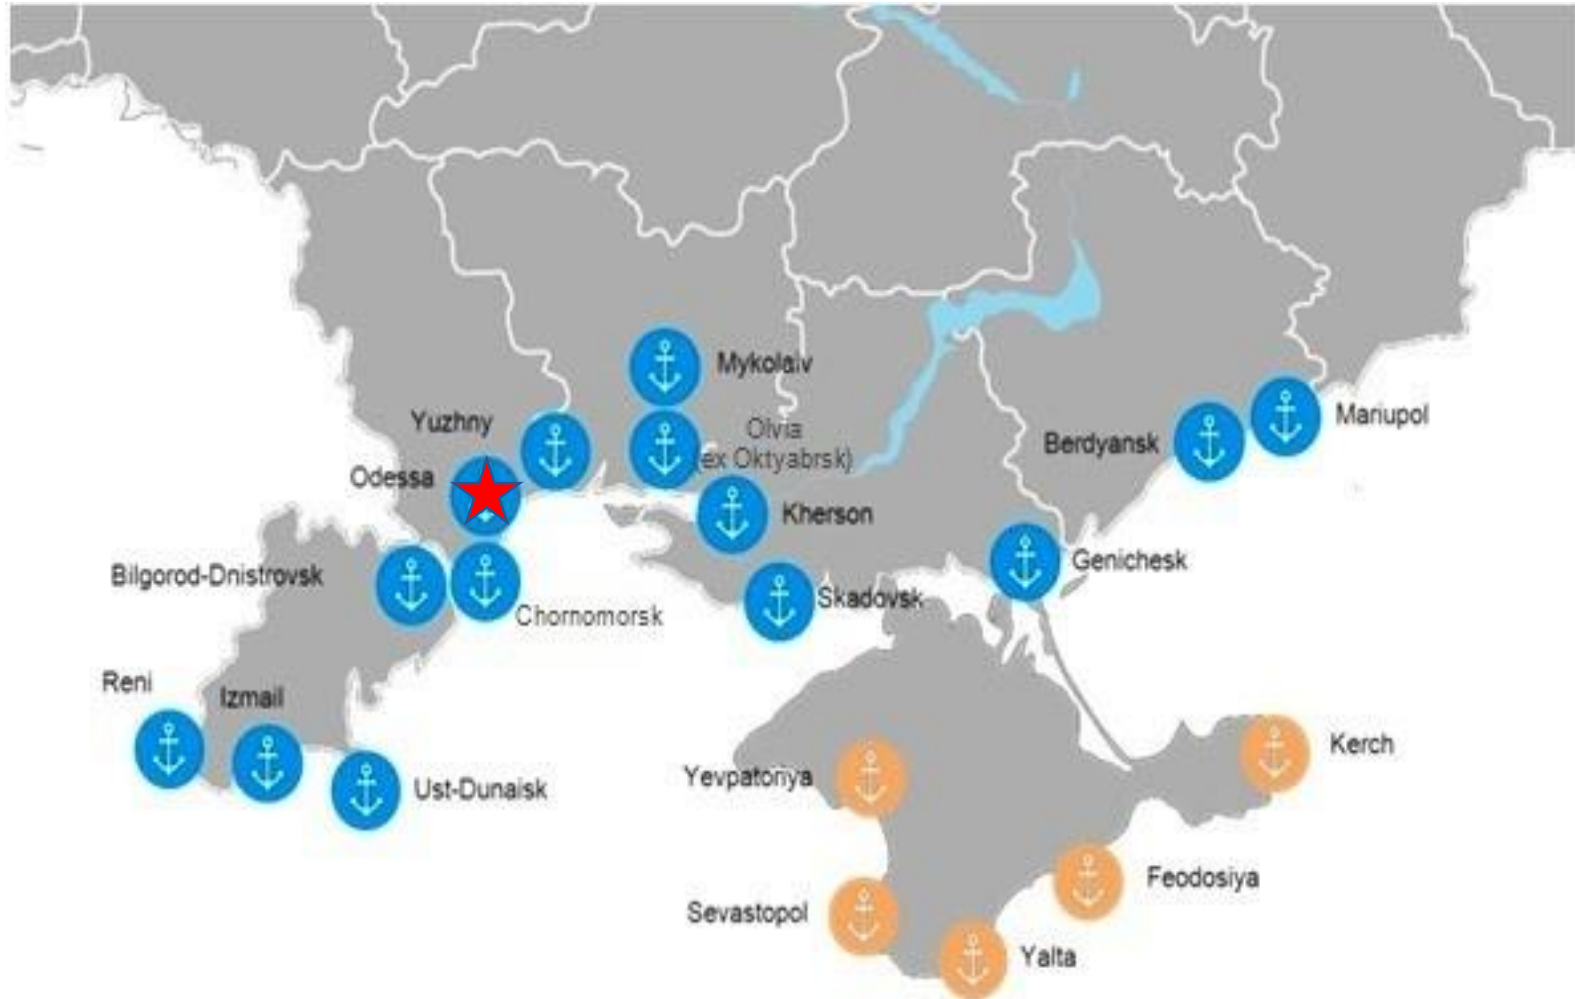 Mykolaiv
Yuzhny
Olvia
(ex Oktyabrsk)
Mariupol
Berdyansk
Odessa
Kherson
Genichesk
Bilgorod-Dnistrovsk
Skadovsk
Chornomorsk
Reni
Izmail
Kerch
Yevpatoriya
Ust-Dunaisk
Feodosiya
Sevastopol
Yalta